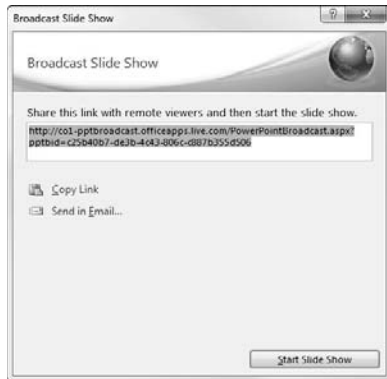 Broadcast Slide Show
Broadcast Slide Show
Share this link with remote viewers and then start the slide show.
http://co1-pptbroadcast.officeapps.live.com/PowerPointBroadcast.aspx?
pptbid=c25b40b7-de3b-4c43-806c-d887b355d506
Copy Link
Send in Email...
Start Slide Show